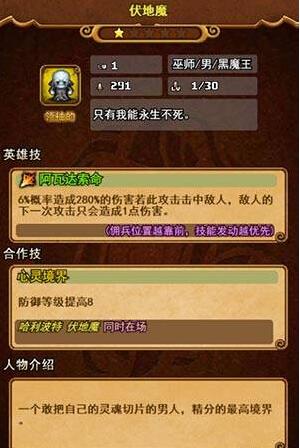 伏地魔
1
巫师/男/黑魔王
291
1/30
领袖的
只有我能永生不死。
英雄技
阿瓦达索命
6%概率造成280%的伤害若此攻击击中敌人，敌人的
下一次攻击只会造成1点伤害。
(佣兵位置越靠前，技能发动越优先)
合作技
心灵境界
防御等级提高8
哈利波特 伏地魔 同时在场
人物介绍
一个敢把自己的灵魂切片的男人，精分的最高境界
。